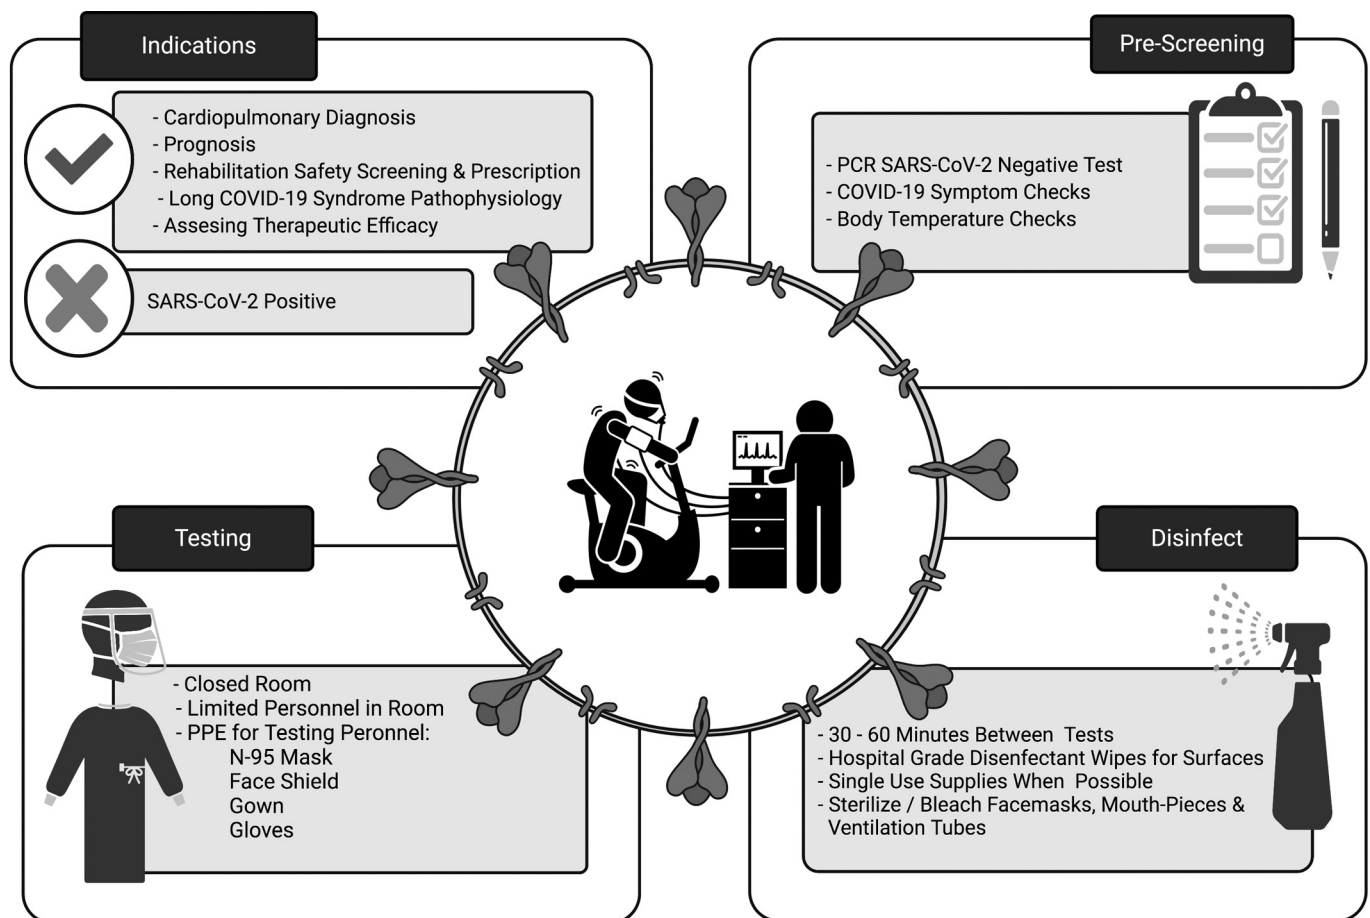 Indications
- Cardiopulmonary Diagnosis
- Prognosis
- Rehabilitation Safety Screening & Prescription
- Long COVID-19 Syndrome Pathophysiology
- Assesing Therapeutic Efficacy
SARS-CoV-2 Positive
Pre-Screening
- PCR SARS-CoV-2 Negative Test
- COVID-19 Symptom Checks
- Body Temperature Checks
Testing
- Closed Room
- Limited Personnel in Room
- PPE for Testing Peronnel:
N-95 Mask
Face Shield
Gown
Gloves
Disinfect
- 30 - 60 Minutes Between Tests
- Hospital Grade Disenfectant Wipes for Surfaces
- Single Use Supplies When Possible
- Sterilize / Bleach Facemasks, Mouth-Pieces &
Ventilation Tubes